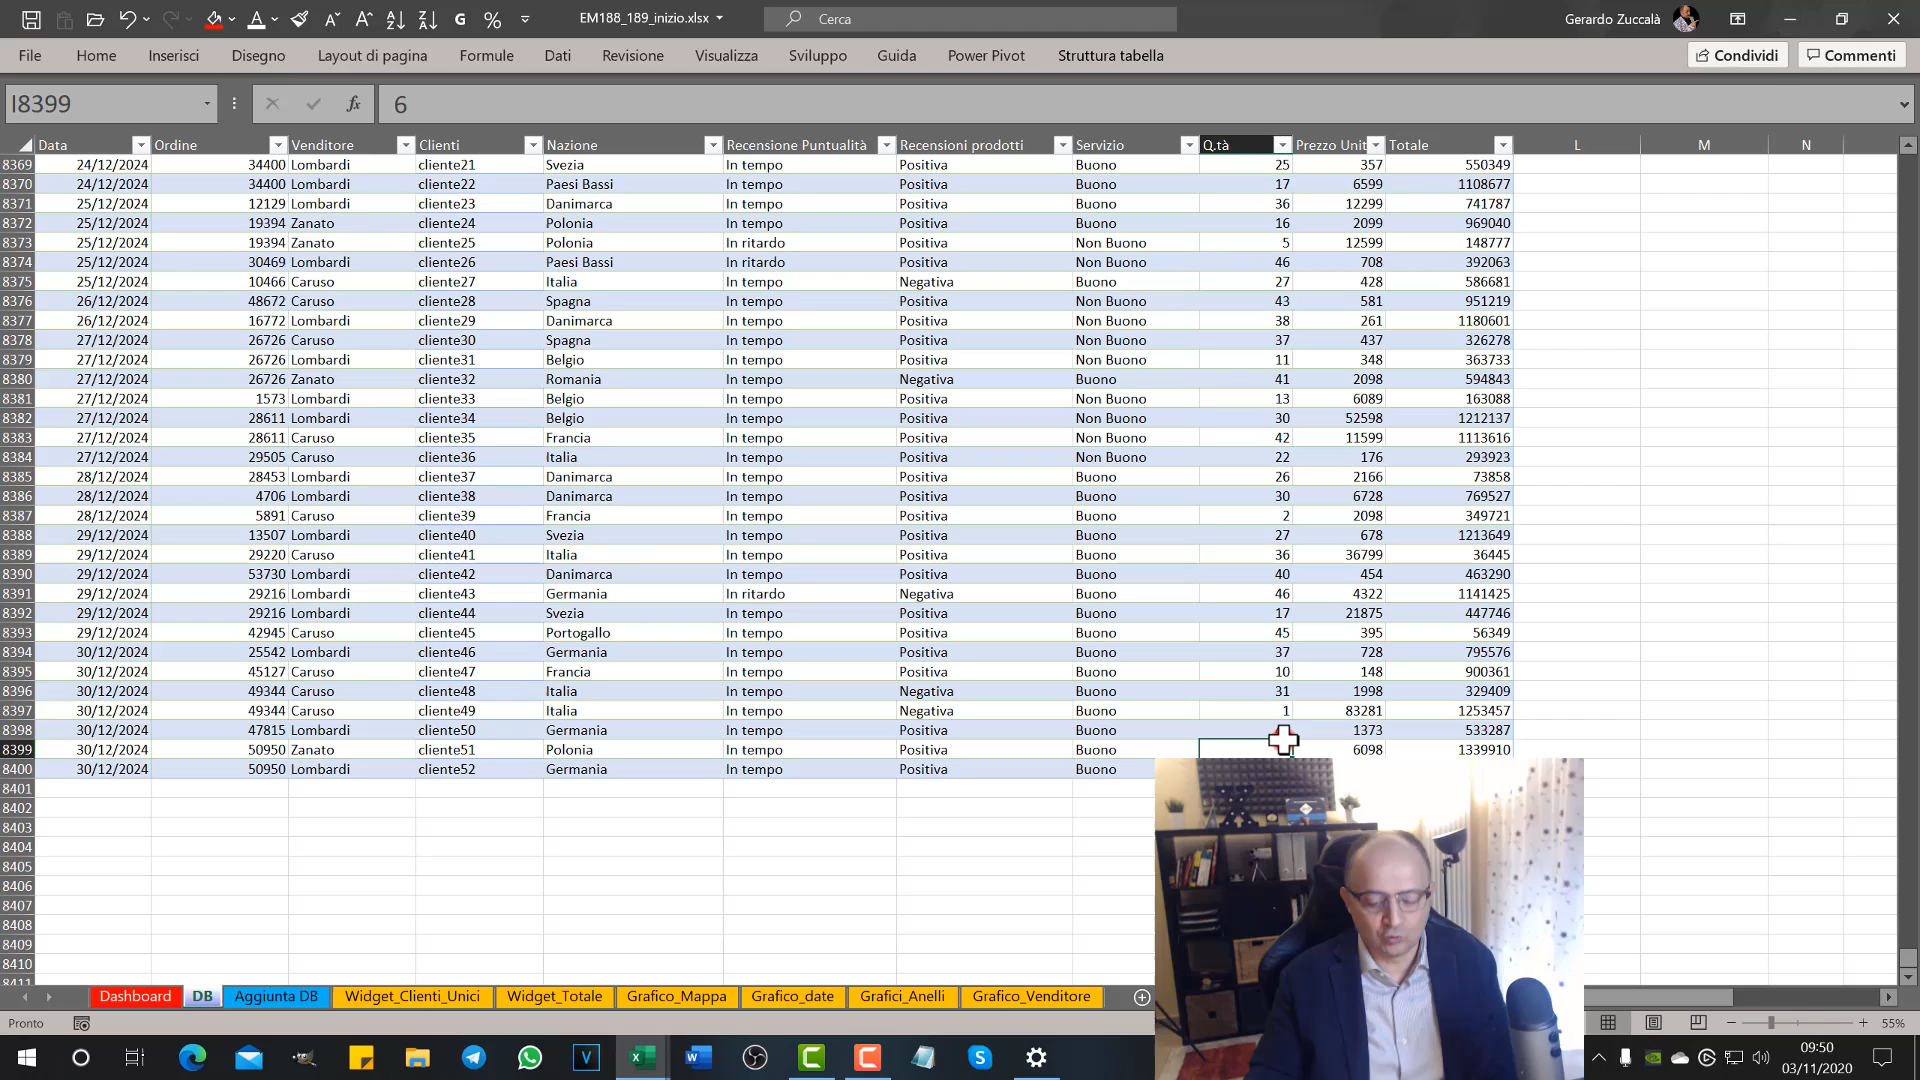 G % EM188_189_inizio.xlsx Cerca Gerardo Zuccalà
File Home Inserisci Disegno Layout di pagina Formule Dati Revisione Visualizza Sviluppo Guida Power Pivot Struttura tabella Condividi Commenti
I8399 fx 6
Data Ordine Venditore Clienti Nazione Recensione Puntualità Recensioni prodotti Servizio Q.tà Prezzo Unit Totale L M N
8369 24/12/2024 34400 Lombardi cliente21 Svezia In tempo Positiva Buono 25 357 550349
8370 24/12/2024 34400 Lombardi cliente22 Paesi Bassi In tempo Positiva Buono 17 6599 1108677
8371 25/12/2024 12129 Lombardi cliente23 Danimarca In tempo Positiva Buono 36 12299 741787
8372 25/12/2024 19394 Zanato cliente24 Polonia In tempo Positiva Buono 16 2099 969040
8373 25/12/2024 19394 Zanato cliente25 Polonia In ritardo Positiva Non Buono 5 12599 148777
8374 25/12/2024 30469 Lombardi cliente26 Paesi Bassi In ritardo Positiva Non Buono 46 708 392063
8375 25/12/2024 10466 Caruso cliente27 Italia In tempo Negativa Buono 27 428 586681
8376 26/12/2024 48672 Caruso cliente28 Spagna In tempo Positiva Non Buono 43 581 951219
8377 26/12/2024 16772 Lombardi cliente29 Danimarca In tempo Positiva Non Buono 38 261 1180601
8378 27/12/2024 26726 Caruso cliente30 Spagna In tempo Positiva Non Buono 37 437 326278
8379 27/12/2024 26726 Lombardi cliente31 Belgio In tempo Positiva Non Buono 11 348 363733
8380 27/12/2024 26726 Zanato cliente32 Romania In tempo Negativa Buono 41 2098 594843
8381 27/12/2024 1573 Lombardi cliente33 Belgio In tempo Positiva Non Buono 13 6089 163088
8382 27/12/2024 28611 Lombardi cliente34 Belgio In tempo Positiva Non Buono 30 52598 1212137
8383 27/12/2024 28611 Caruso cliente35 Francia In tempo Positiva Non Buono 42 11599 1113616
8384 27/12/2024 29505 Caruso cliente36 Italia In tempo Positiva Non Buono 22 176 293923
8385 28/12/2024 28453 Lombardi cliente37 Danimarca In tempo Positiva Buono 26 2166 73858
8386 28/12/2024 4706 Lombardi cliente38 Danimarca In tempo Positiva Buono 30 6728 769527
8387 28/12/2024 5891 Caruso cliente39 Francia In tempo Positiva Buono 2 2098 349721
8388 29/12/2024 13507 Lombardi cliente40 Svezia In tempo Positiva Buono 27 678 1213649
8389 29/12/2024 29220 Caruso cliente41 Italia In tempo Positiva Buono 36 36799 36445
8390 29/12/2024 53730 Lombardi cliente42 Danimarca In tempo Positiva Buono 40 454 463290
8391 29/12/2024 29216 Lombardi cliente43 Germania In ritardo Negativa Buono 46 4322 1141425
8392 29/12/2024 29216 Lombardi cliente44 Svezia In tempo Positiva Buono 17 21875 447746
8393 29/12/2024 42945 Caruso cliente45 Portogallo In tempo Positiva Buono 45 395 56349
8394 30/12/2024 25542 Lombardi cliente46 Germania In tempo Positiva Buono 37 728 795576
8395 30/12/2024 45127 Caruso cliente47 Francia In tempo Positiva Buono 10 148 900361
8396 30/12/2024 49344 Caruso cliente48 Italia In tempo Negativa Buono 31 1998 329409
8397 30/12/2024 49344 Caruso cliente49 Italia In tempo Negativa Buono 1 83281 1253457
8398 30/12/2024 47815 Lombardi cliente50 Germania In tempo Positiva Buono 1373 533287
8399 30/12/2024 50950 Zanato cliente51 Polonia In tempo Positiva Buono 6098 1339910
8400 30/12/2024 50950 Lombardi cliente52 Germania In tempo Positiva Buono
8401
8402
8403
8404
8405
8406
8407
8408
8409
8410
8411
Dashboard DB Aggiunta DB Widget_Clienti_Unici Widget_Totale Grafico_Mappa Grafico_date Grafici_Anelli Grafico_Venditore
Pronto 55%
09:50
03/11/2020